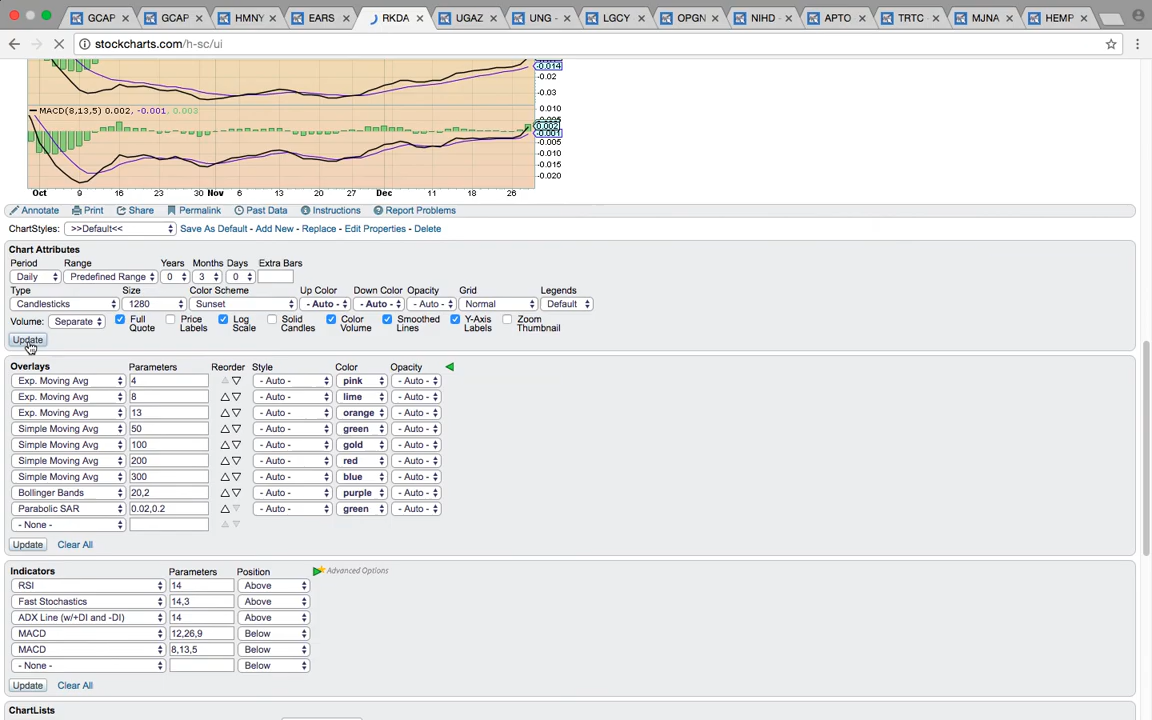 GCAP × GCAP × HMNY × EARS × RKDA × UGAZ × UNG - × LGCY × OPGN × NIHD - × APTO × TRTC × MJNA × HEMP ×
stockcharts.com/h-sc/ui
-0.014
-0.02
-0.03
MACD(8,13,5) 0.002, -0.001, 0.003
0.010
0.002
-0.001
-0.005
-0.010
-0.015
-0.020
Oct 9 16 23 30 Nov 6 13 20 27 Dec 11 18 26
Annotate Print Share Permalink Past Data Instructions Report Problems
ChartStyles: >>Default<< Save As Default - Add New - Replace - Edit Properties - Delete
Chart Attributes
Period Range Years Months Days Extra Bars
Daily Predefined Range 0 3 0
Type Size Color Scheme Up Color Down Color Opacity Grid Legends
Candlesticks 1280 Sunset - Auto - - Auto - - Auto - Normal Default
Volume: Separate Full Quote Price Labels Log Scale Solid Candles Color Volume Smoothed Lines Y-Axis Labels Zoom Thumbnail
Update
Overlays Parameters Reorder Style Color Opacity
Exp. Moving Avg 4 - Auto - pink - Auto -
Exp. Moving Avg 8 - Auto - lime - Auto -
Exp. Moving Avg 13 - Auto - orange - Auto -
Simple Moving Avg 50 - Auto - green - Auto -
Simple Moving Avg 100 - Auto - gold - Auto -
Simple Moving Avg 200 - Auto - red - Auto -
Simple Moving Avg 300 - Auto - blue - Auto -
Bollinger Bands 20,2 - Auto - purple - Auto -
Parabolic SAR 0.02,0.2 - Auto - green - Auto -
- None -
Update Clear All
Indicators Parameters Position Advanced Options
RSI 14 Above
Fast Stochastics 14,3 Above
ADX Line (w/+DI and -DI) 14 Above
MACD 12,26,9 Below
MACD 8,13,5 Below
- None - Below
Update Clear All
ChartLists